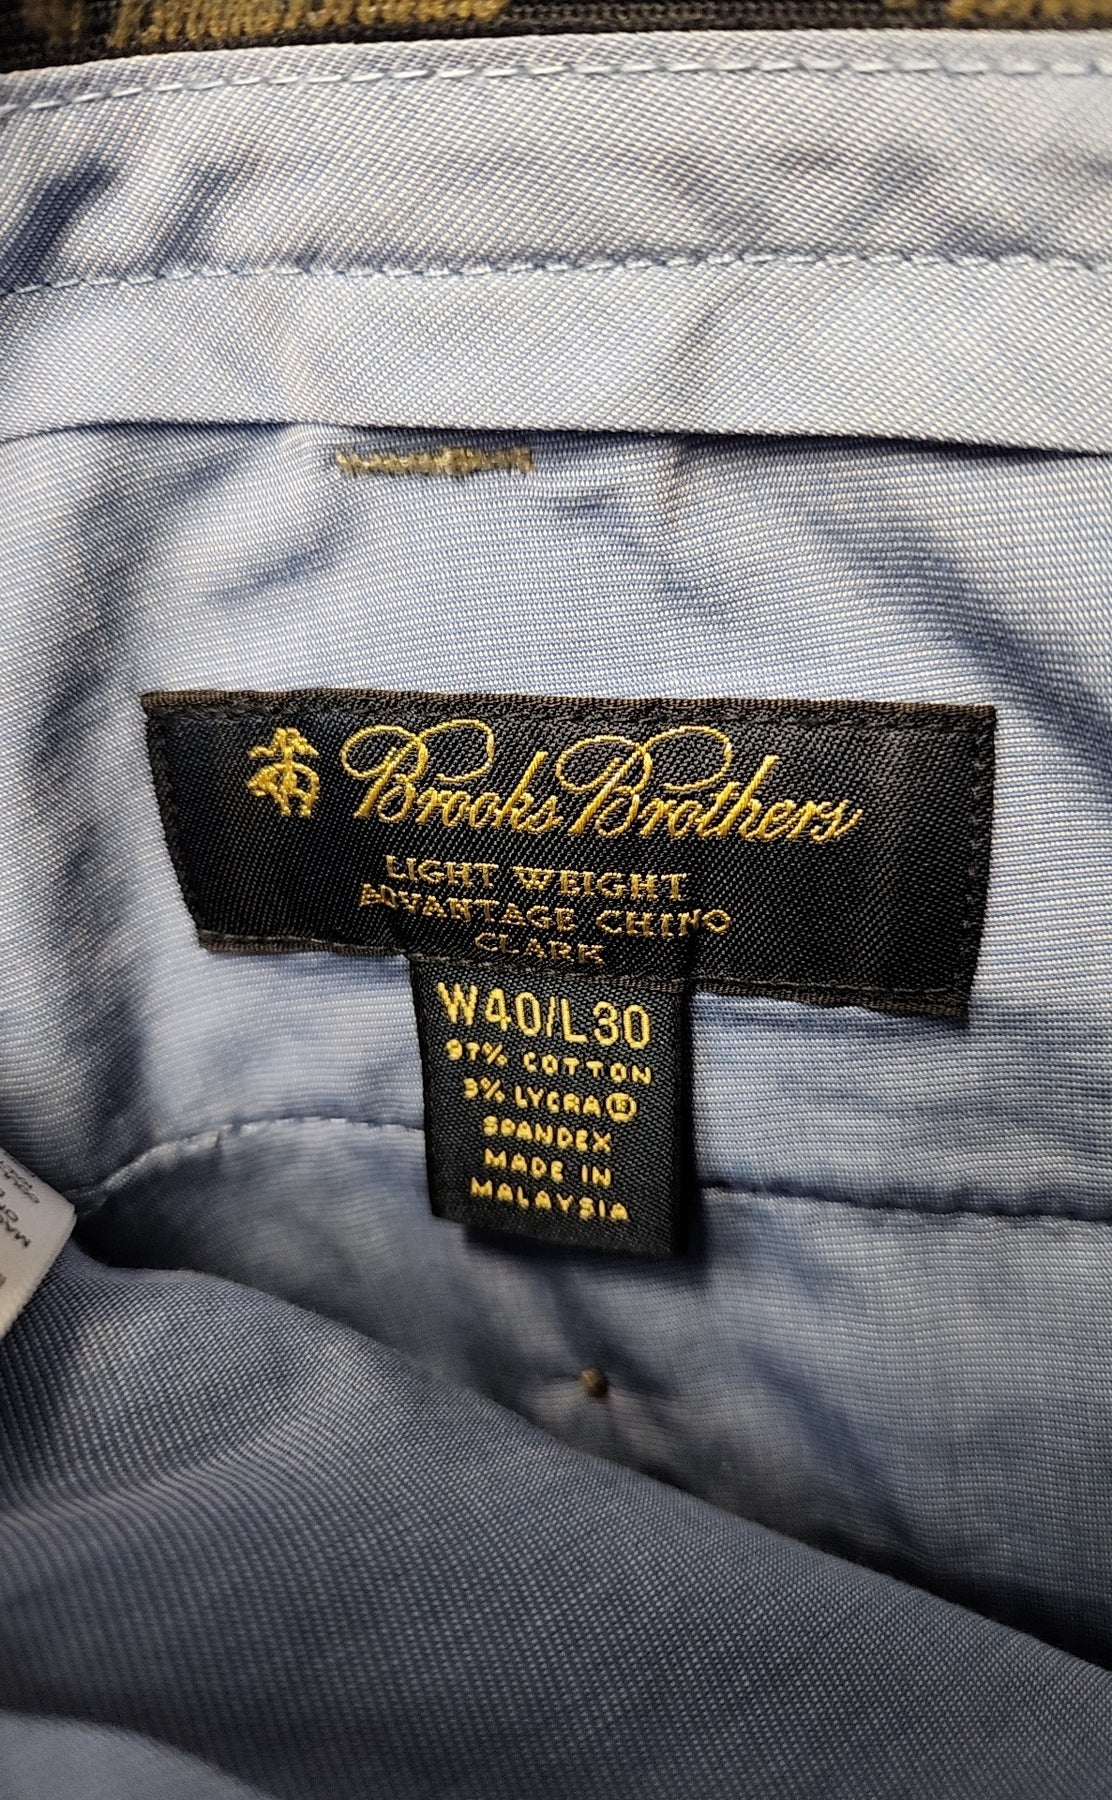 Brooks Brothers
LIGHT WEIGHT
ADVANTAGE CHINO
CLARK
W40/L30
97% COTTON
3% LYCRA®
SPANDEX
MADE IN
MALAYSIA